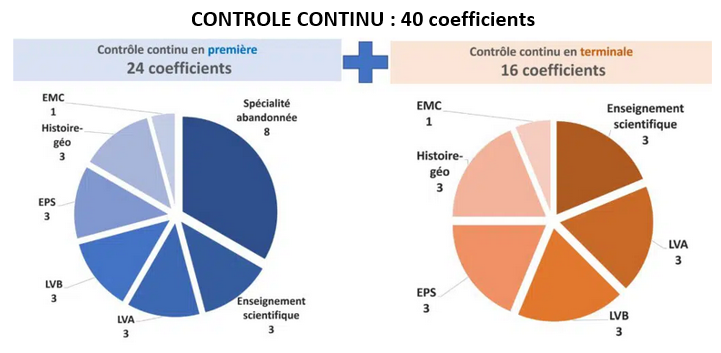 CONTROLE CONTINU : 40 coefficients
Contrôle continu en première
24 coefficients
Contrôle continu en terminale
16 coefficients
EMC
1
Spécialité
abandonnée
8
Histoire-
géo
3
EPS
3
LVB
3
LVA
3
Enseignement
scientifique
3
EMC
1
Enseignement
scientifique
3
Histoire-
géo
3
LVA
3
EPS
3
LVB
3